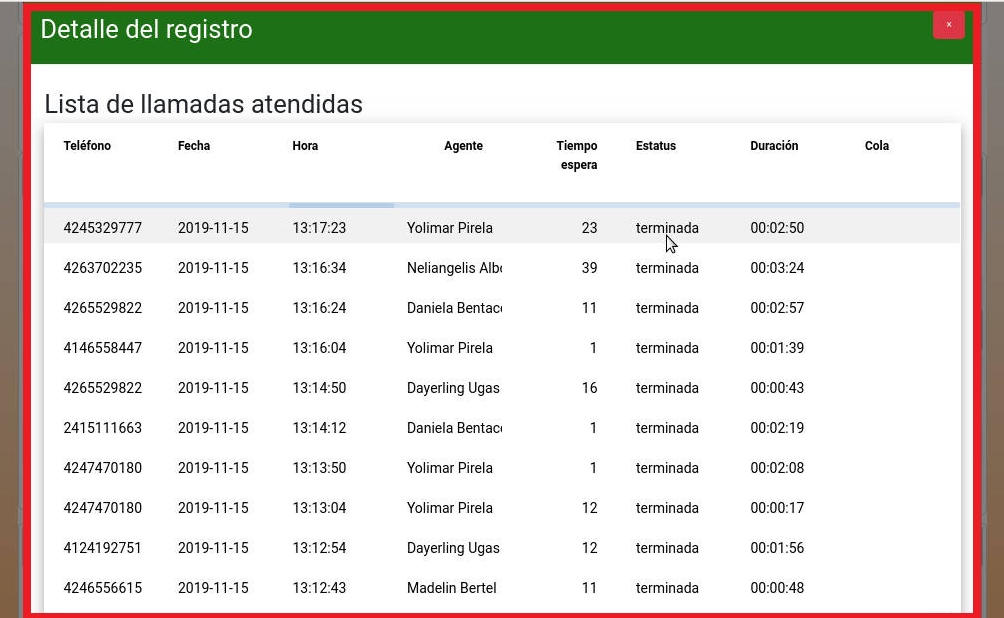 Detalle del registro ×
Lista de llamadas atendidas
Teléfono Fecha Hora Agente Tiempo espera Estatus Duración Cola
4245329777 2019-11-15 13:17:23 Yolimar Pirela 23 terminada 00:02:50
4263702235 2019-11-15 13:16:34 Neliangelis 39 terminada 00:03:24
4265529822 2019-11-15 13:16:24 Daniela 11 terminada 00:02:57
4146558447 2019-11-15 13:16:04 Yolimar Pirela 1 terminada 00:01:39
4265529822 2019-11-15 13:14:50 Dayerling Ugas 16 terminada 00:00:43
2415111663 2019-11-15 13:14:12 Daniela 1 terminada 00:02:19
4247470180 2019-11-15 13:13:50 Yolimar Pirela 1 terminada 00:02:08
4247470180 2019-11-15 13:13:04 Yolimar Pirela 12 terminada 00:00:17
4124192751 2019-11-15 13:12:54 Dayerling Ugas 12 terminada 00:01:56
4246556615 2019-11-15 13:12:43 Madelin Bertel 11 terminada 00:00:48